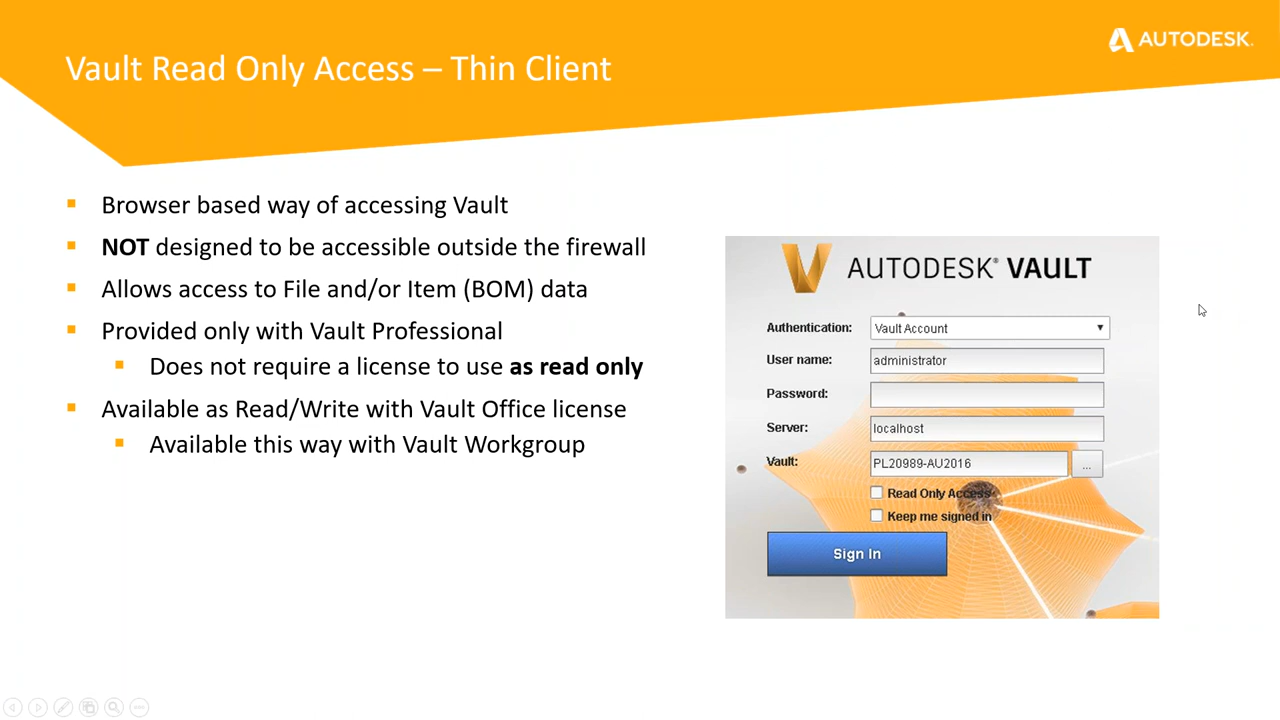 Vault Read Only Access – Thin Client
AUTODESK.
Browser based way of accessing Vault
NOT designed to be accessible outside the firewall
Allows access to File and/or Item (BOM) data
Provided only with Vault Professional
Does not require a license to use as read only
Available as Read/Write with Vault Office license
Available this way with Vault Workgroup
AUTODESK® VAULT
Authentication: Vault Account
User name: administrator
Password:
Server: localhost
Vault: PL20989-AU2016 ...
Read Only Access
Keep me signed in
Sign In